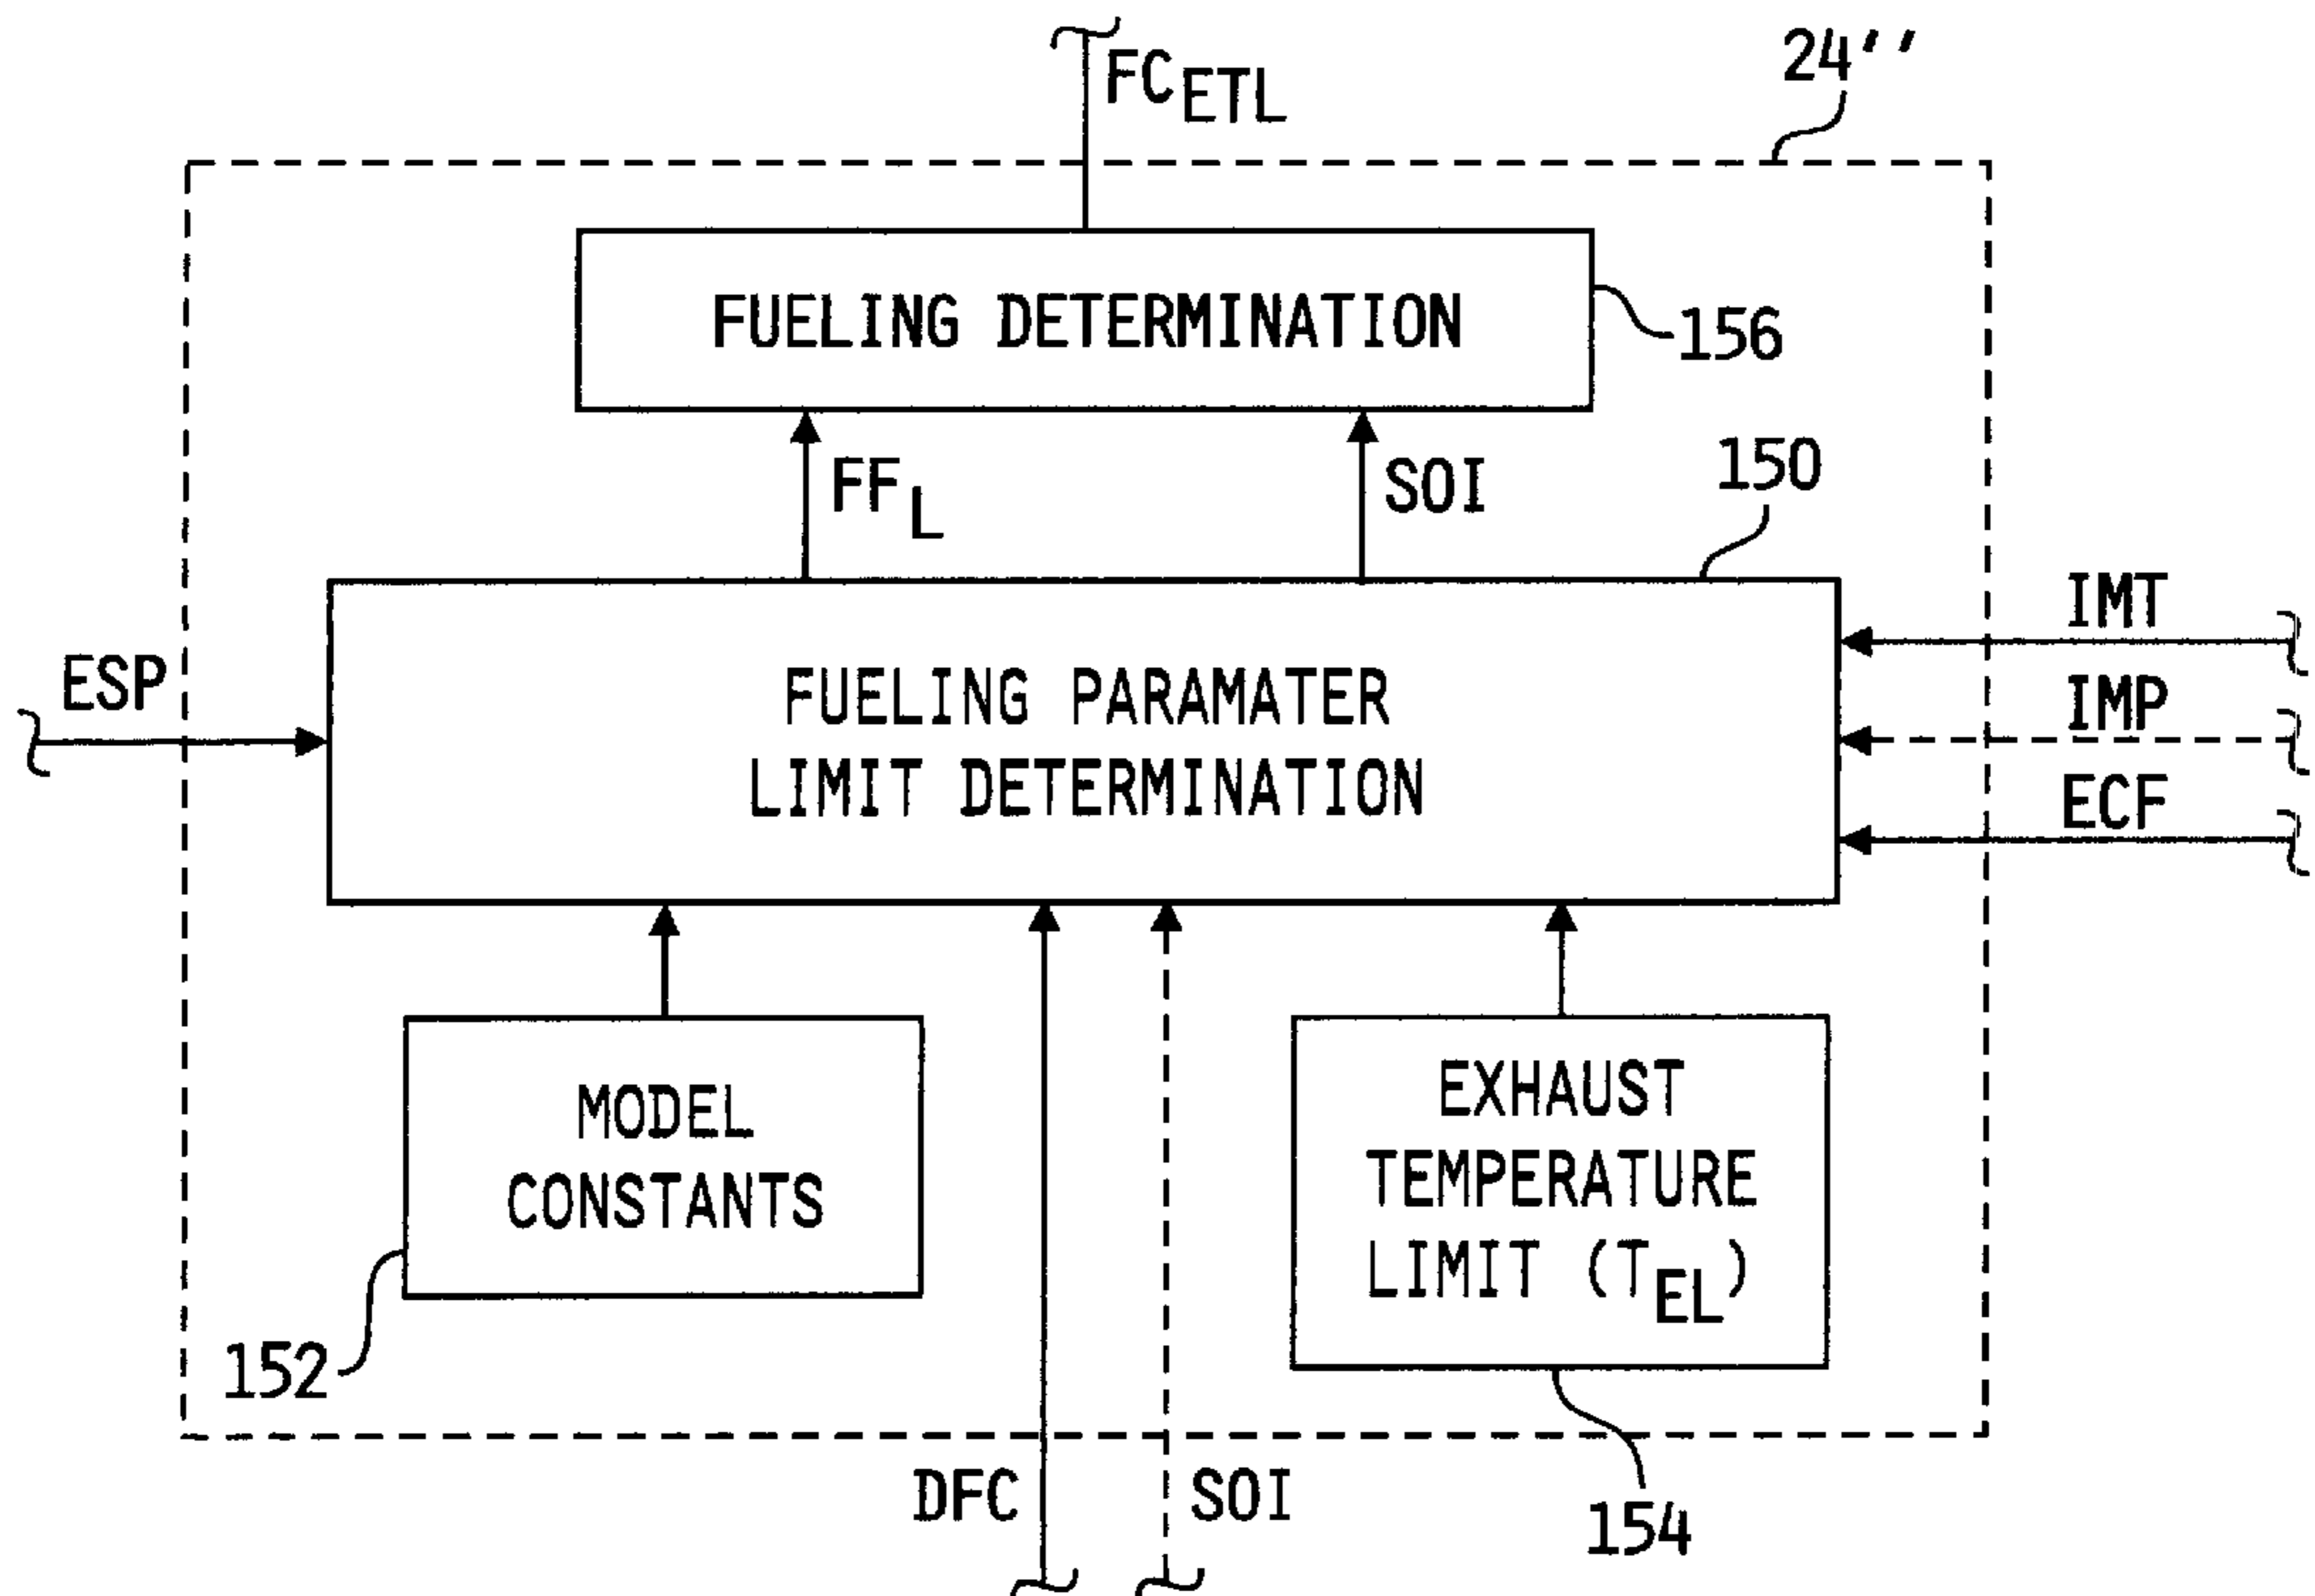 FCETL
24''
FUELING DETERMINATION
156
FFL
SOI
150
ESP
FUELING PARAMATER
LIMIT DETERMINATION
IMT
IMP
ECF
MODEL
CONSTANTS
152
EXHAUST
TEMPERATURE
LIMIT (TEL)
154
DFC
SOI